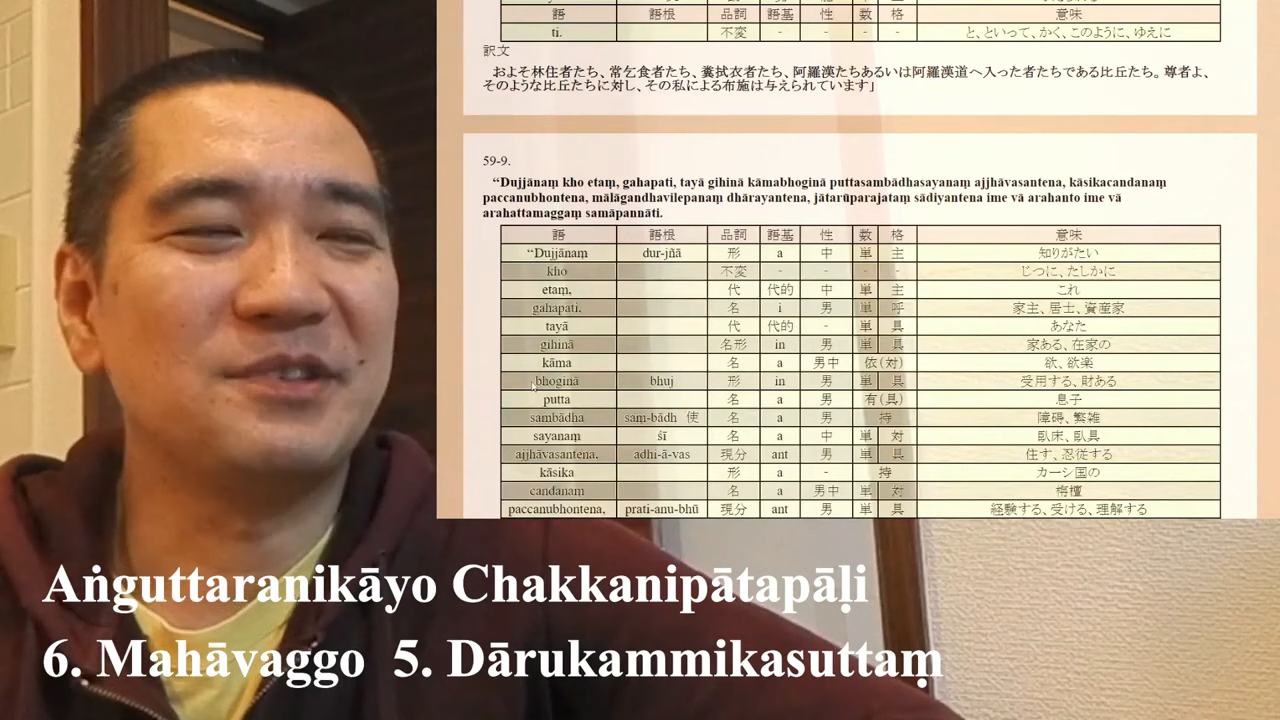 語 語根 品詞 語基 性 数 格 意味
ti. 不変 - - - - と、といって、かく、このように、ゆえに
訳文
およそ林住者たち、常乞食者たち、糞拭衣者たち、阿羅漢たちあるいは阿羅漢道へ入った者たちである比丘たち。尊者よ、
そのような比丘たちに対し、その私による布施は与えられています」
59-9.
“Dujjānaṃ kho etaṃ, gahapati, tayā gihinā kāmabhoginā puttasambādhasayanaṃ ajjhāvasantena, kāsikacandanaṃ
paccanubhontena, mālāgandhavilepanaṃ dhārayantena, jātarūparajataṃ sādiyantena ime vā arahanto ime vā
arahattamaggaṃ samāpannāti.
語 語根 品詞 語基 性 数 格 意味
“Dujjānaṃ dur-jñā 形 a 中 単 主 知りがたい
kho 不変 - - - - じつに、たしかに
etaṃ, 代 代的 中 単 主 これ
gahapati, 名 i 男 単 呼 家主、居士、資産家
tayā 代 代的 - 単 具 あなた
gihinā 名形 in 男 単 具 家ある、在家の
kāma 名 a 男中 依(対) 欲、欲楽
bhoginā bhuj 形 in 男 単 具 受用する、財ある
putta 名 a 男 有(具) 息子
sambādha saṃ-bādh 使 名 a 男 持 障碍、繁雑
sayanaṃ śī 名 a 中 単 対 臥床、臥具
ajjhāvasantena, adhi-ā-vas 現分 ant 男 単 具 住す、忍従する
kāsika 形 a - 持 カーシ国の
candanaṃ 名 a 男中 単 対 栴檀
paccanubhontena, prati-anu-bhū 現分 ant 男 単 具 経験する、受ける、理解する
Aṅguttaranikāyo Chakkanipātapāḷi
6. Mahāvaggo 5. Dārukammikasuttaṃ